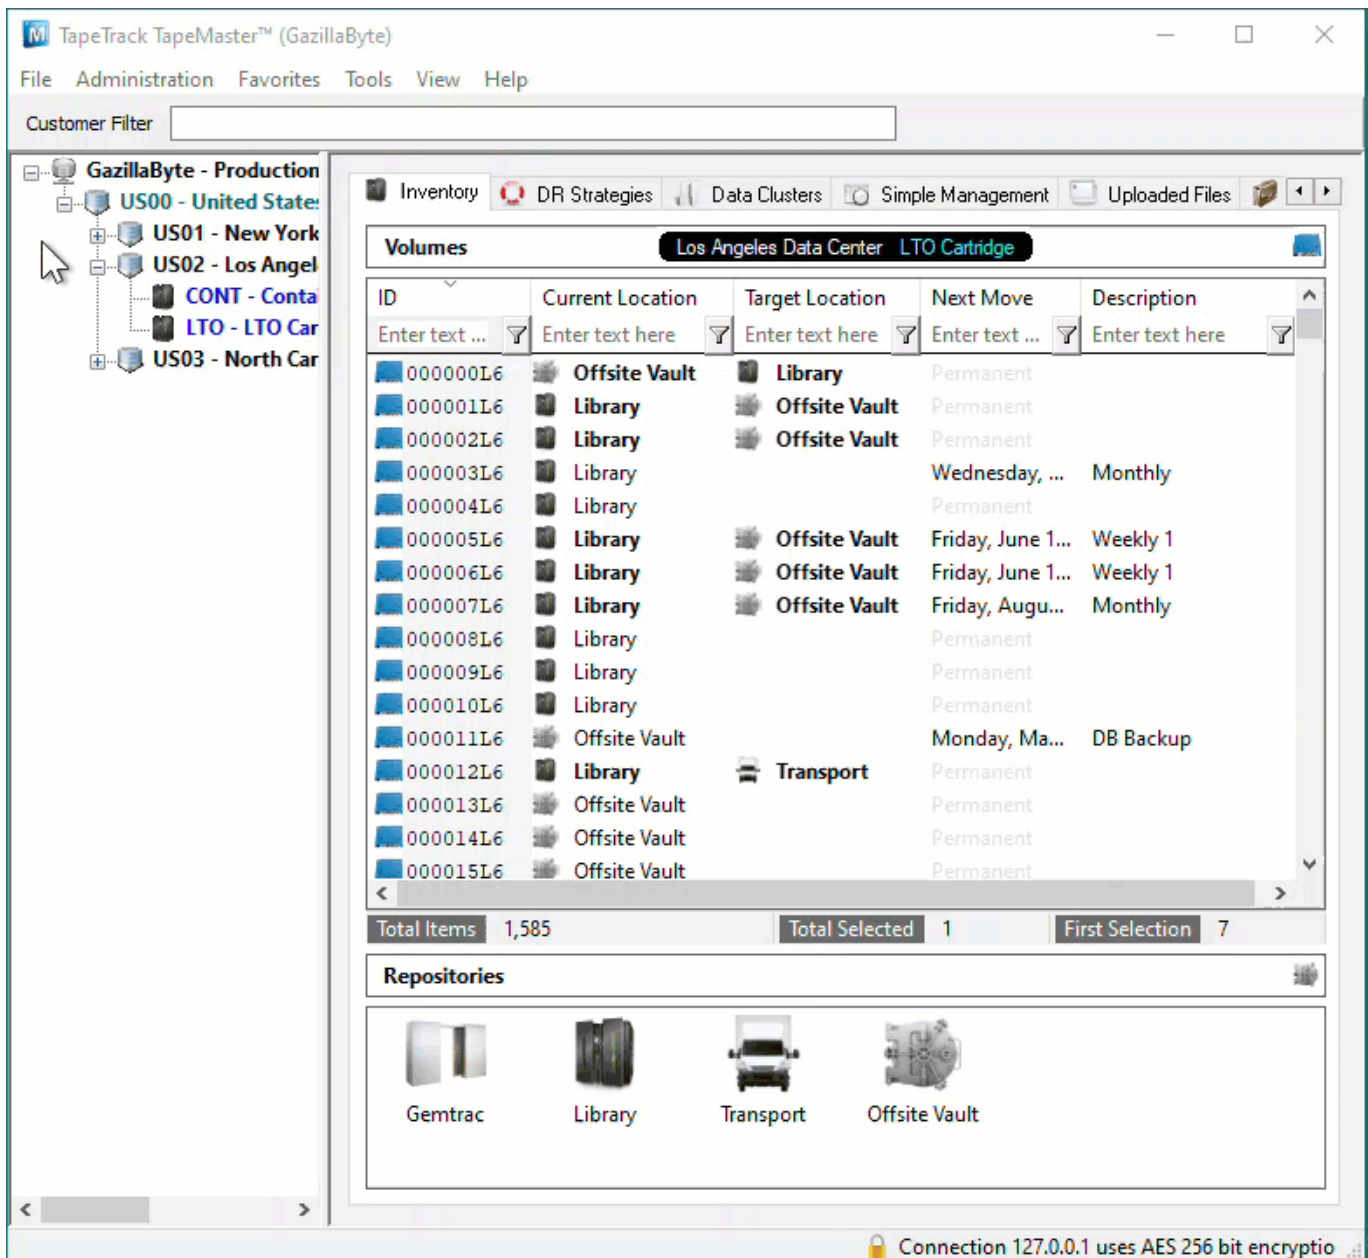 TapeTrack TapeMaster™ (GazillaByte)
File Administration Favorites Tools View Help
Customer Filter
GazillaByte - Production
US00 - United State
US01 - New York
US02 - Los Angel
CONT - Conta
LTO - LTO Car
US03 - North Car
Inventory DR Strategies Data Clusters Simple Management Uploaded Files
Volumes Los Angeles Data Center LTO Cartridge
ID Current Location Target Location Next Move Description
Enter text ... Enter text here Enter text here Enter text ... Enter text here
000000L6 Offsite Vault Library Permanent
000001L6 Library Offsite Vault Permanent
000002L6 Library Offsite Vault Permanent
000003L6 Library Wednesday, ... Monthly
000004L6 Library Permanent
000005L6 Library Offsite Vault Friday, June 1... Weekly 1
000006L6 Library Offsite Vault Friday, June 1... Weekly 1
000007L6 Library Offsite Vault Friday, Augu... Monthly
000008L6 Library Permanent
000009L6 Library Permanent
000010L6 Library Permanent
000011L6 Offsite Vault Monday, Ma... DB Backup
000012L6 Library Transport Permanent
000013L6 Offsite Vault Permanent
000014L6 Offsite Vault Permanent
000015L6 Offsite Vault Permanent
Total Items 1,585 Total Selected 1 First Selection 7
Repositories
Gemtrac Library Transport Offsite Vault
Connection 127.0.0.1 uses AES 256 bit encryptio